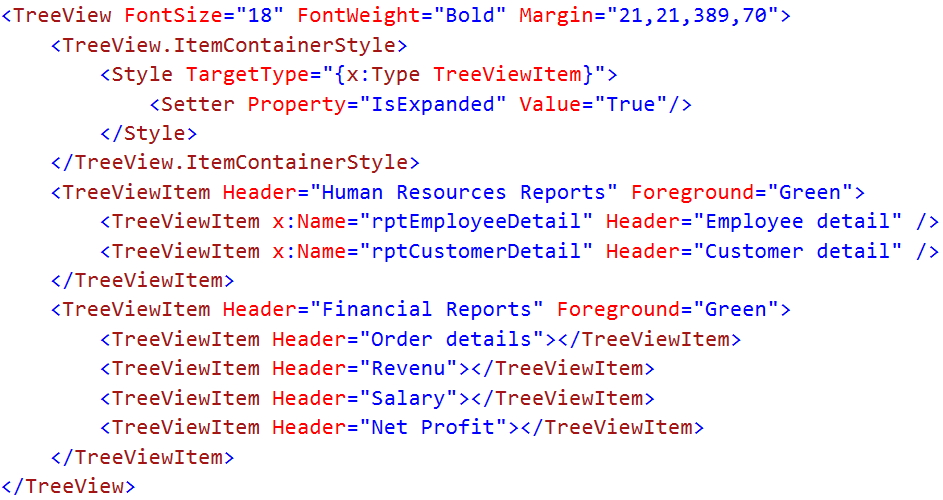 <TreeView FontSize="18" FontWeight="Bold" Margin="21,21,389,70">
    <TreeView.ItemContainerStyle>
        <Style TargetType="{x:Type TreeViewItem}">
            <Setter Property="IsExpanded" Value="True"/>
        </Style>
    </TreeView.ItemContainerStyle>
    <TreeViewItem Header="Human Resources Reports" Foreground="Green">
        <TreeViewItem x:Name="rptEmployeeDetail" Header="Employee detail" />
        <TreeViewItem x:Name="rptCustomerDetail" Header="Customer detail" />
    </TreeViewItem>
    <TreeViewItem Header="Financial Reports" Foreground="Green">
        <TreeViewItem Header="Order details"></TreeViewItem>
        <TreeViewItem Header="Revenu"></TreeViewItem>
        <TreeViewItem Header="Salary"></TreeViewItem>
        <TreeViewItem Header="Net Profit"></TreeViewItem>
    </TreeViewItem>
</TreeView>